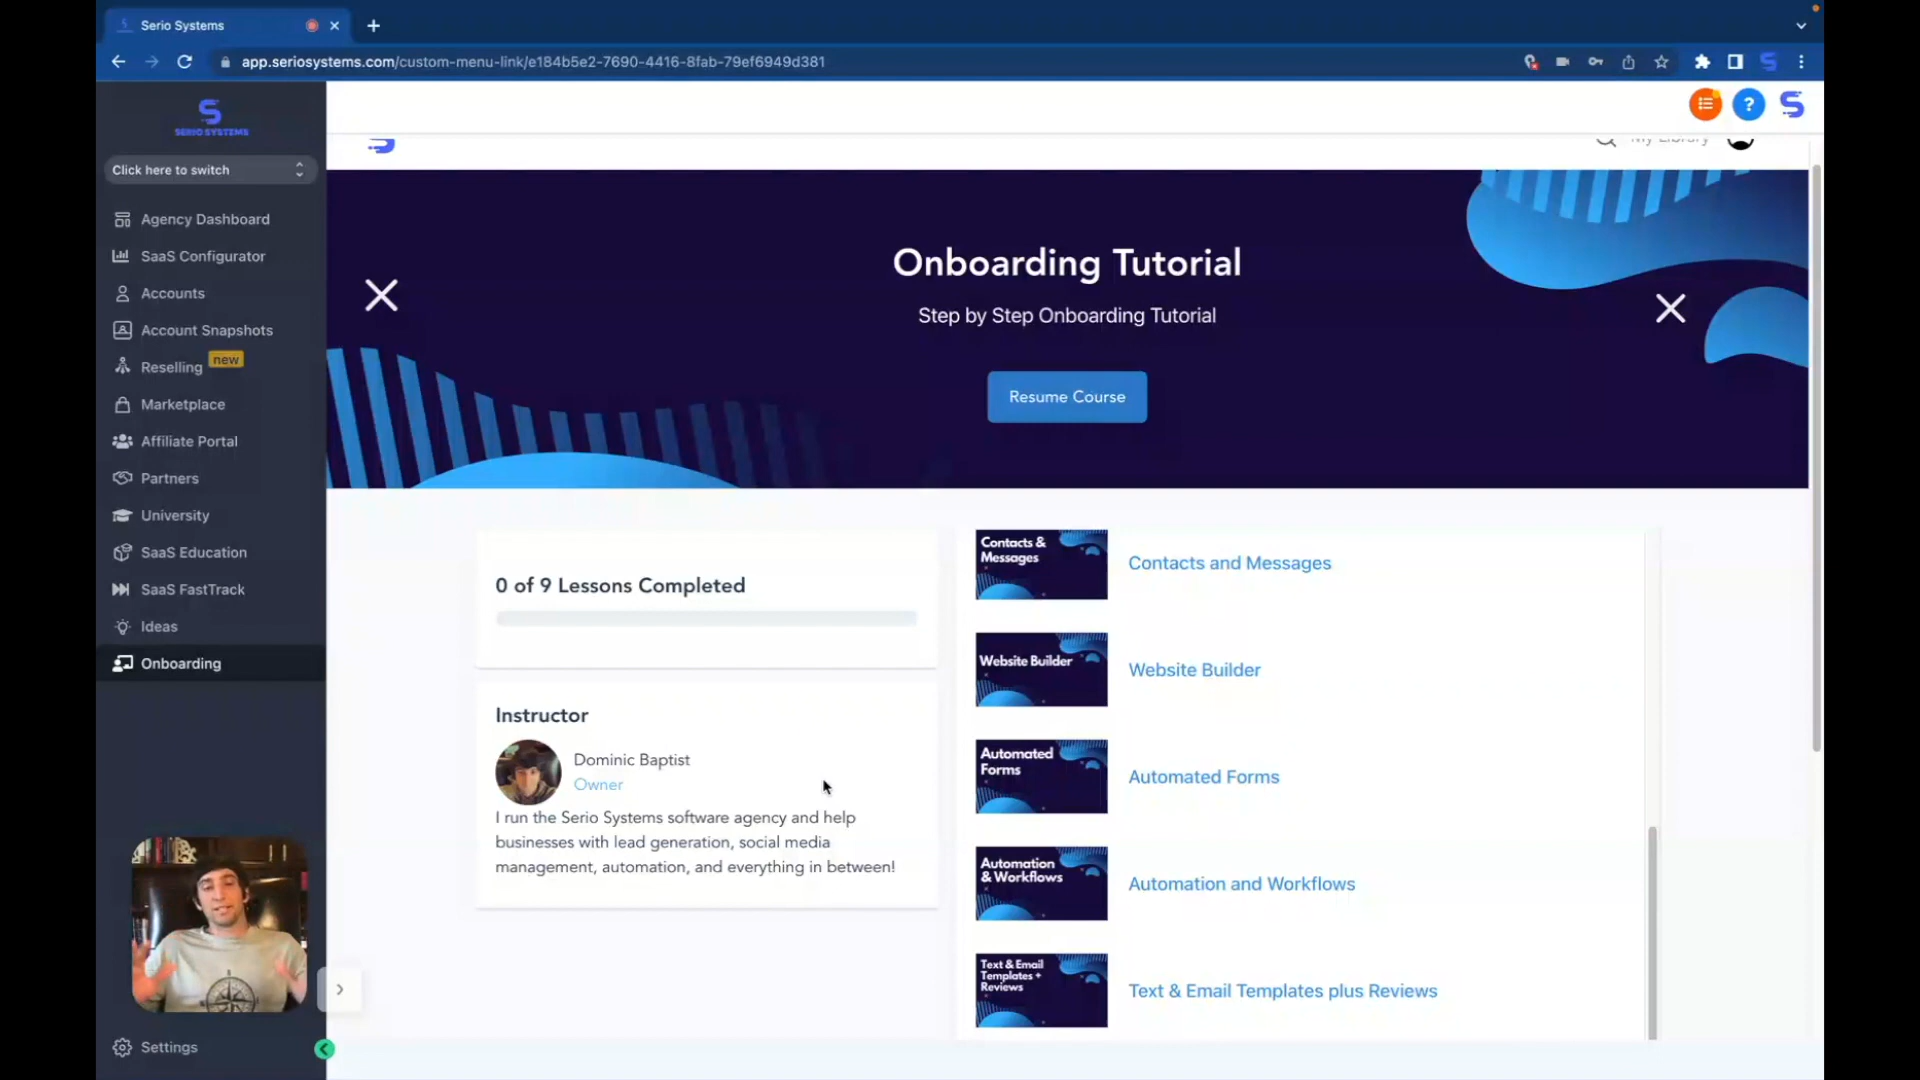 Serio Systems
app.seriosystems.com/custom-menu-link/e184b5e2-7690-4416-8fab-79ef6949d381
SERIO SYSTEMS
Click here to switch
Agency Dashboard
SaaS Configurator
Accounts
Account Snapshots
Reselling new
Marketplace
Affiliate Portal
Partners
University
SaaS Education
SaaS FastTrack
Ideas
Onboarding
Settings
My Library
Onboarding Tutorial
Step by Step Onboarding Tutorial
Resume Course
0 of 9 Lessons Completed
Instructor
Dominic Baptist
Owner
I run the Serio Systems software agency and help
businesses with lead generation, social media
management, automation, and everything in between!
Contacts &
Messages
Contacts and Messages
Website Builder
Website Builder
Automated
Forms
Automated Forms
Automation
& Workflows
Automation and Workflows
Text & Email
Templates +
Reviews
Text & Email Templates plus Reviews